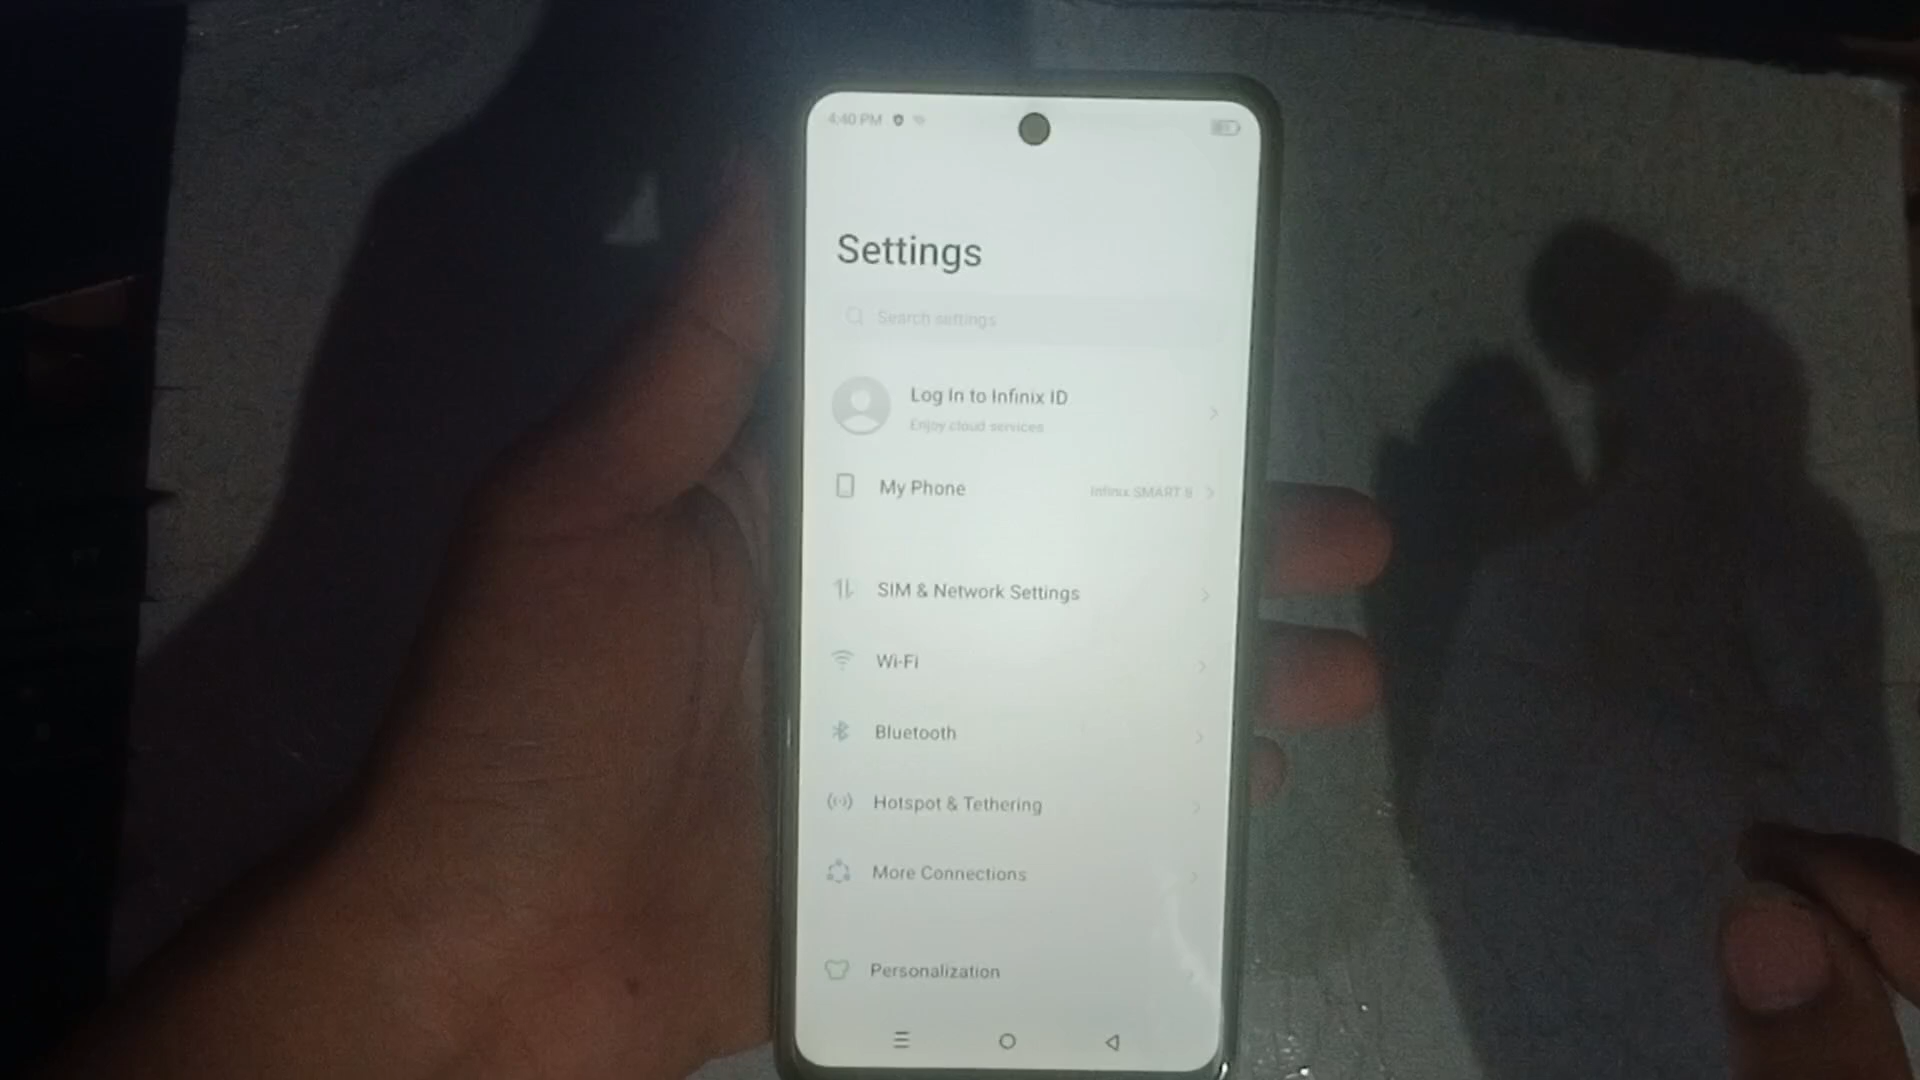 4:40 PM
Settings
Search settings
Log In to Infinix ID
Enjoy cloud services
My Phone
Infinix SMART 8
SIM & Network Settings
Wi-Fi
Bluetooth
Hotspot & Tethering
More Connections
Personalization